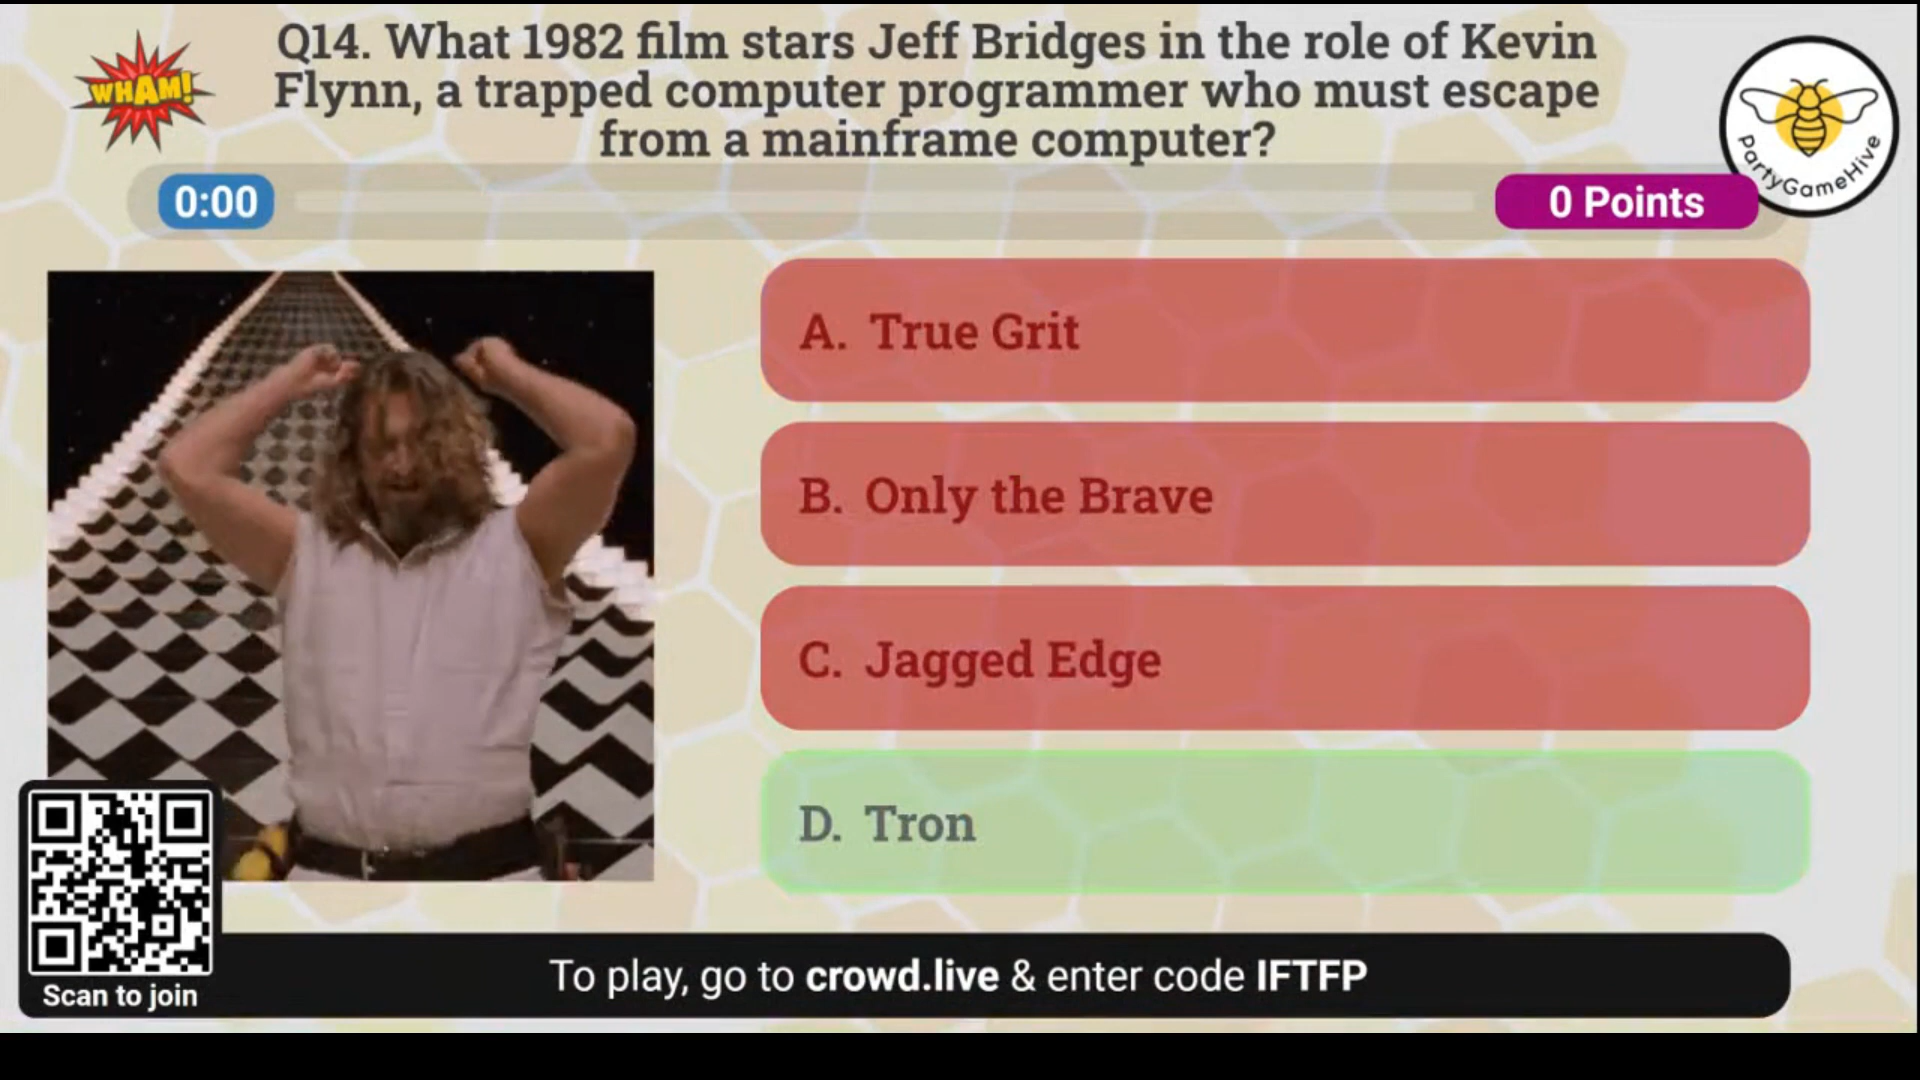 WHAM!
Q14. What 1982 film stars Jeff Bridges in the role of Kevin
Flynn, a trapped computer programmer who must escape
from a mainframe computer?
PartyGameHive
0:00
0 Points
A. True Grit
B. Only the Brave
C. Jagged Edge
D. Tron
Scan to join
To play, go to crowd.live & enter code IFTFP